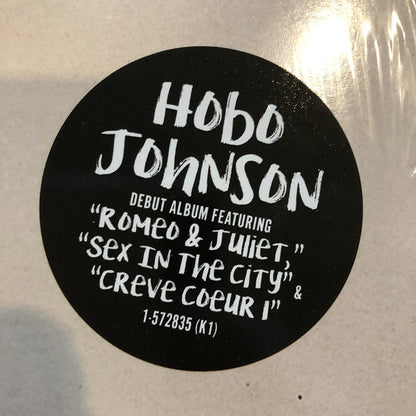 HOBO
JOHNSON
DEBUT ALBUM FEATURING
"ROMEO & JULIET,"
"SEX IN THE CITY"
&
"CREVE COEUR 1"
1-572835 (K1)